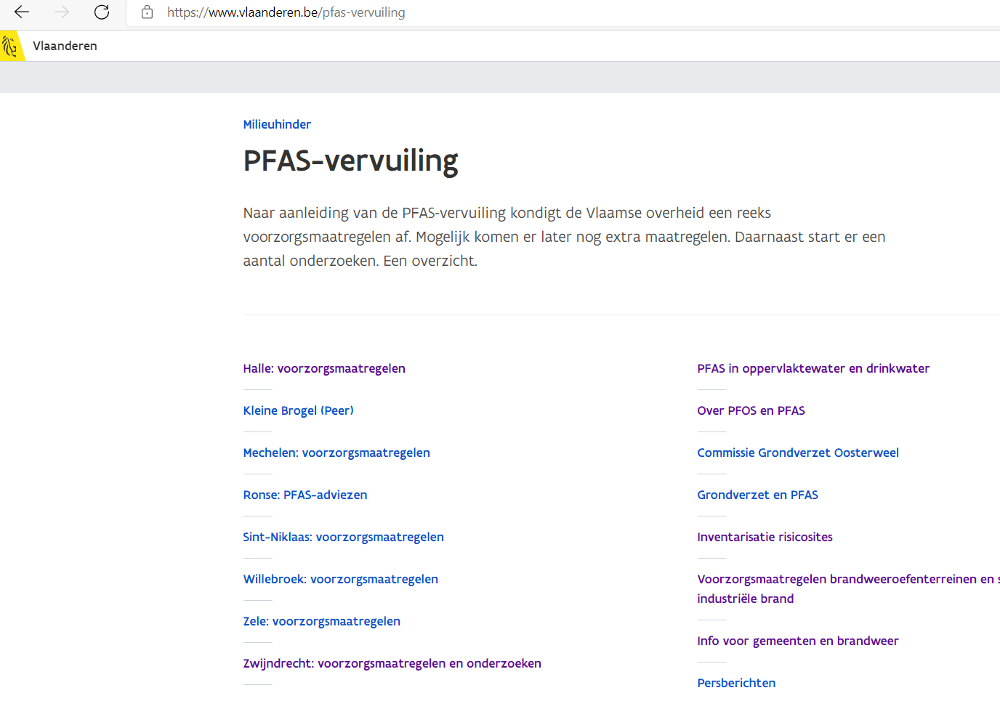 https://www.vlaanderen.be/pfas-vervuiling
Vlaanderen
Milieuhinder
PFAS-vervuiling
Naar aanleiding van de PFAS-vervuiling kondigt de Vlaamse overheid een reeks
voorzorgsmaatregelen af. Mogelijk komen er later nog extra maatregelen. Daarnaast start er een
aantal onderzoeken. Een overzicht.
Halle: voorzorgsmaatregelen
Kleine Brogel (Peer)
Mechelen: voorzorgsmaatregelen
Ronse: PFAS-adviezen
Sint-Niklaas: voorzorgsmaatregelen
Willebroek: voorzorgsmaatregelen
Zele: voorzorgsmaatregelen
Zwijndrecht: voorzorgsmaatregelen en onderzoeken
PFAS in oppervlaktewater en drinkwater
Over PFOS en PFAS
Commissie Grondverzet Oosterweel
Grondverzet en PFAS
Inventarisatie risicosites
Voorzorgsmaatregelen brandweeroefenterreinen en
industriële brand
Info voor gemeenten en brandweer
Persberichten